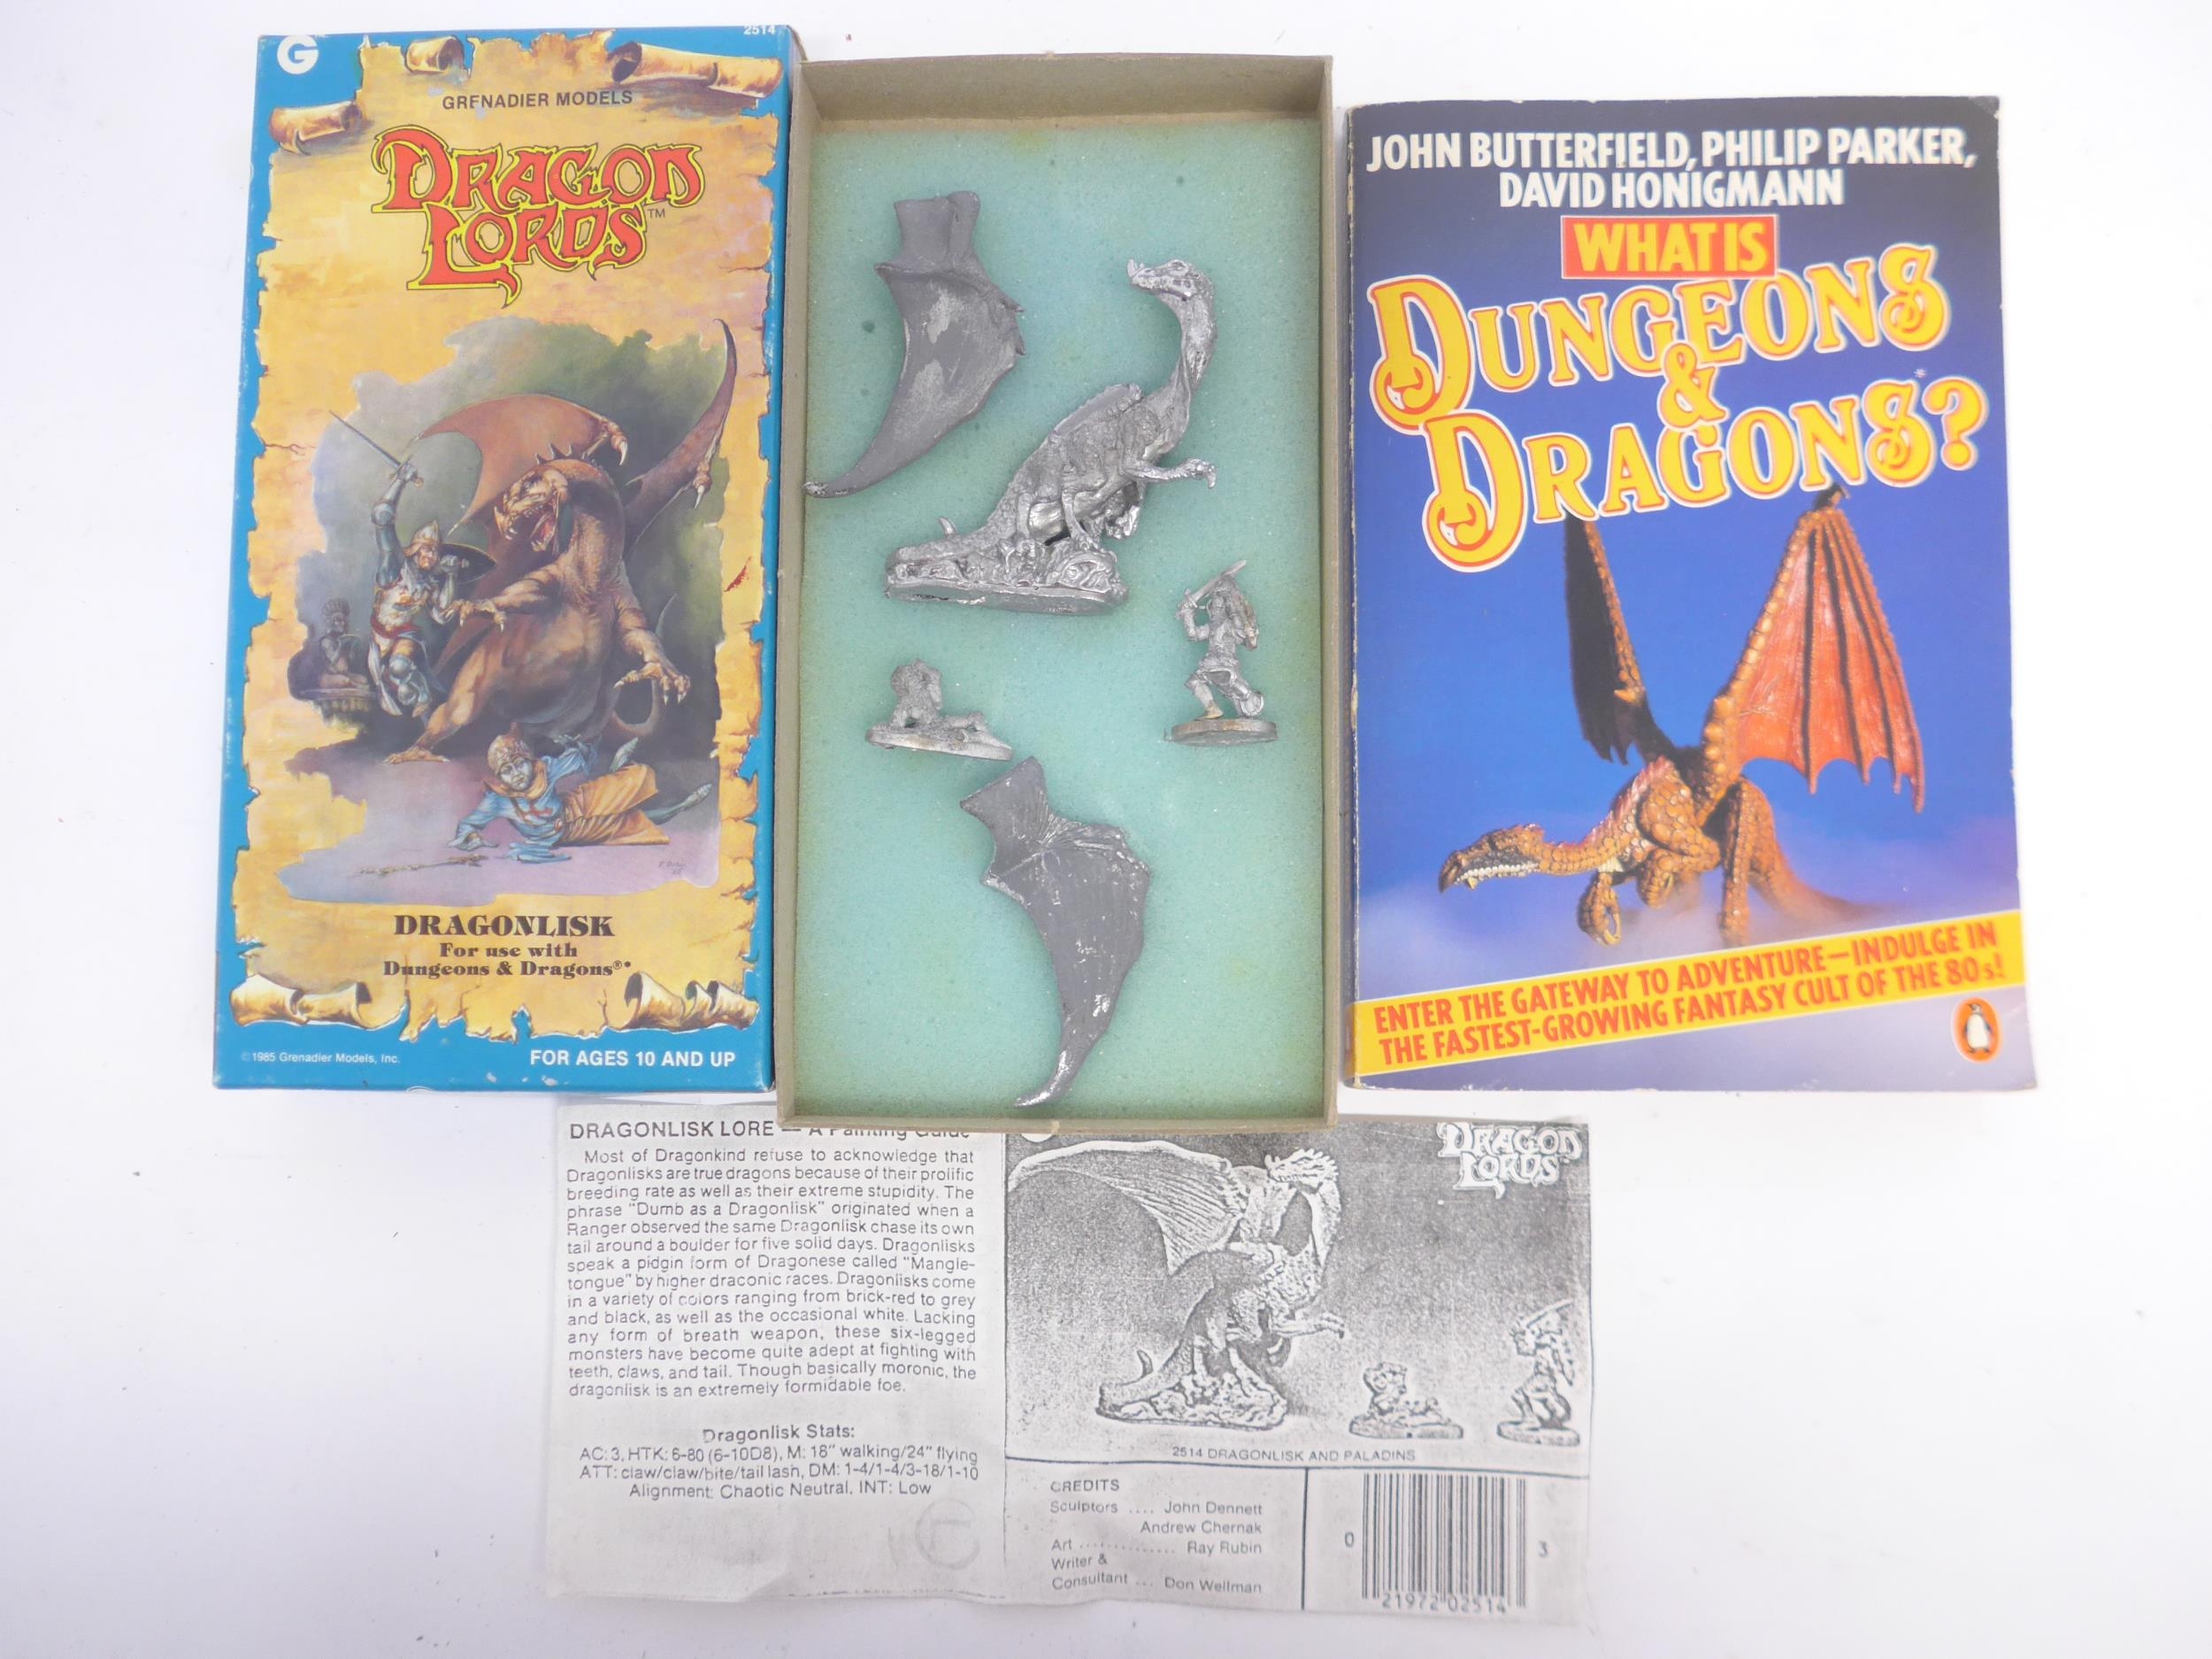 G
2514
GRENADIER MODELS
DRAGON
LORDS™
DRAGONLISK
For use with
Dungeons & Dragons®*
©1985 Grenadier Models, Inc.
FOR AGES 10 AND UP
JOHN BUTTERFIELD, PHILIP PARKER,
DAVID HONIGMANN
WHAT IS
DUNGEONS
&
DRAGONS?*
ENTER THE GATEWAY TO ADVENTURE—INDULGE IN
THE FASTEST-GROWING FANTASY CULT OF THE 80s!
DRAGONLISK LORE — A Painting Guide
Most of Dragonkind refuse to acknowledge that
Dragonlisks are true dragons because of their prolific
breeding rate as well as their extreme stupidity. The
phrase "Dumb as a Dragonlisk" originated when a
Ranger observed the same Dragonlisk chase its own
tail around a boulder for five solid days. Dragonlisks
speak a pidgin form of Dragonese called "Mangle-
tongue" by higher draconic races. Dragonlisks come
in a variety of colors ranging from brick-red to grey
and black, as well as the occasional white. Lacking
any form of breath weapon, these six-legged
monsters have become quite adept at fighting with
teeth, claws, and tail. Though basically moronic, the
dragonlisk is an extremely formidable foe.
Dragonlisk Stats:
AC: 3, HTK: 6-80 (6-10D8), M: 18" walking/24" flying
ATT: claw/claw/bite/tail lash, DM: 1-4/1-4/3-18/1-10
Alignment: Chaotic Neutral, INT: Low
DRAGON
LORDS™
2514 DRAGONLISK AND PALADINS
CREDITS
Sculptors .... John Dennett
Andrew Chernak
Art .............. Ray Rubin
Writer &
Consultant ... Don Wellman
0 21972 02514 3